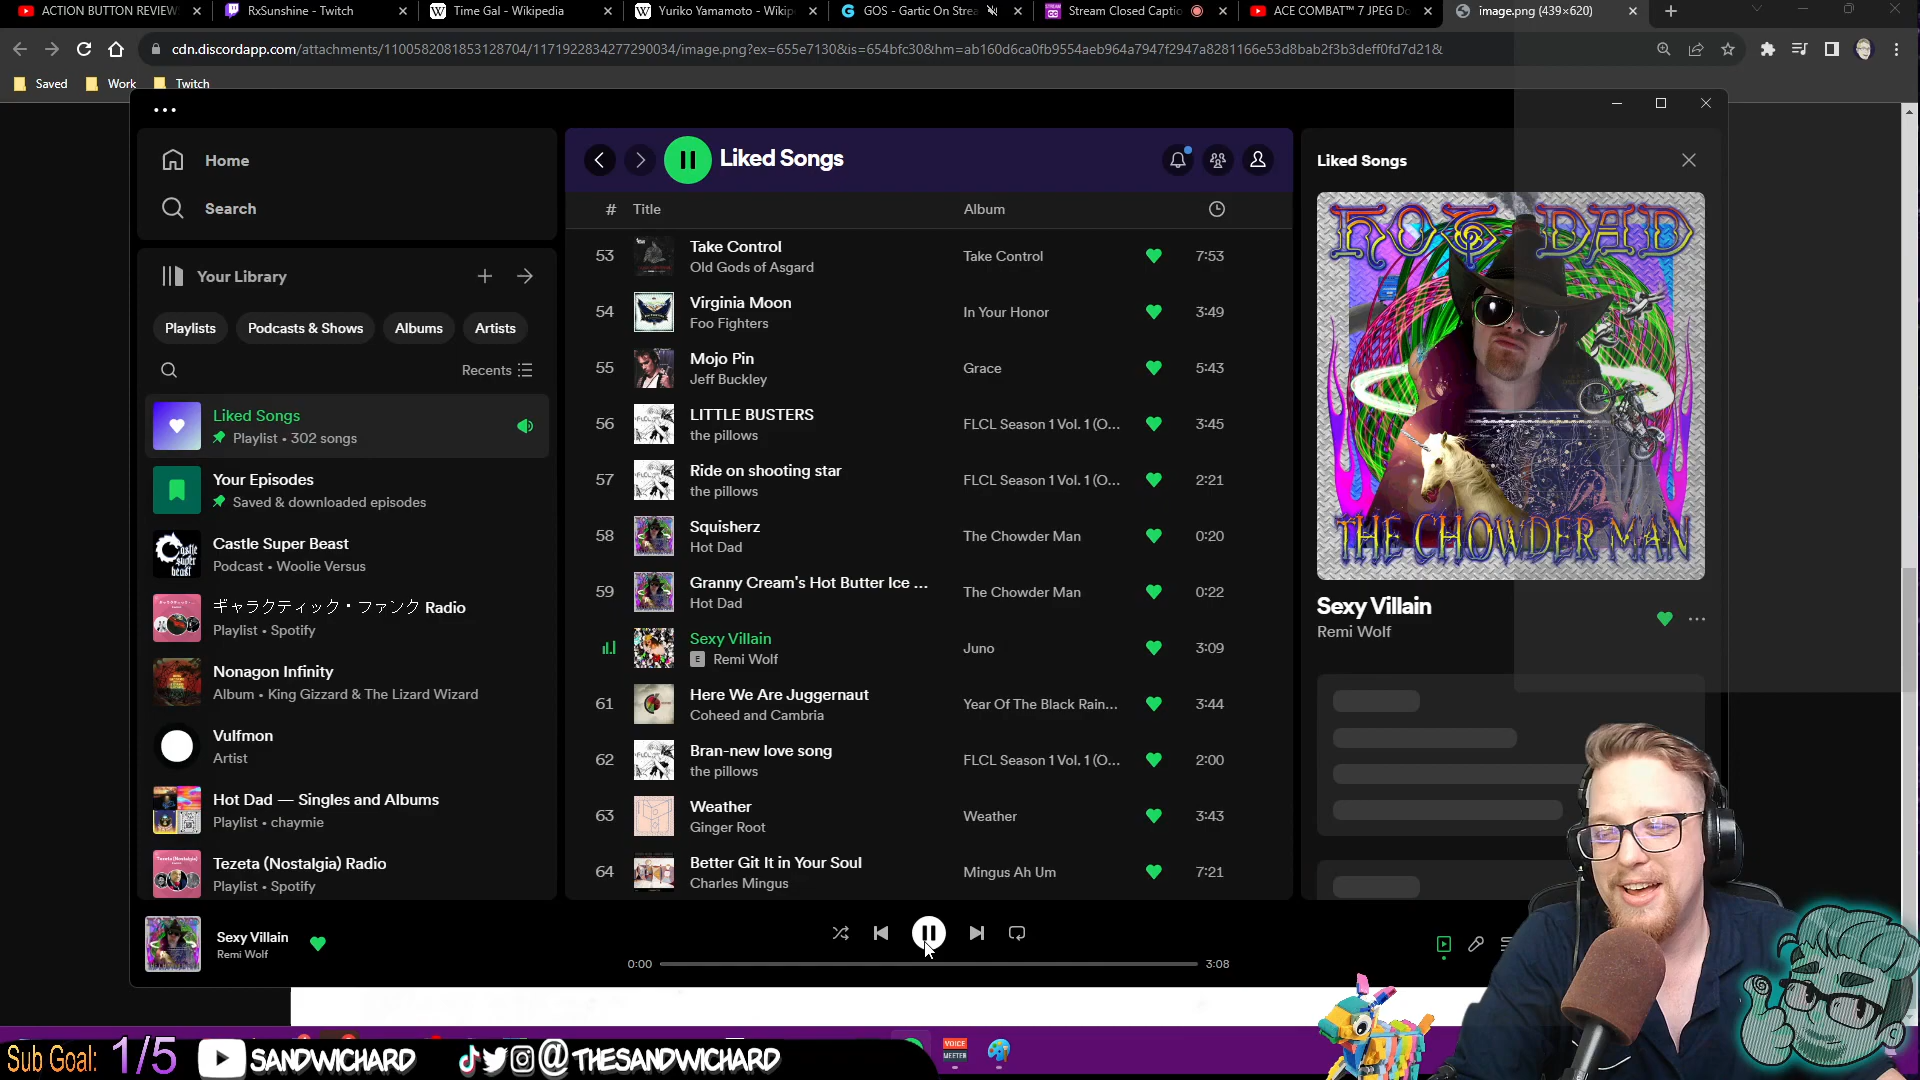 ACTION BUTTON REVIEWS
RxSunshine - Twitch
Time Gal - Wikipedia
Yuriko Yamamoto - Wikip
GOS - Gartic On Strea
Stream Closed Captio
ACE COMBAT™ 7 JPEG Do
image.png (439×620)
cdn.discordapp.com/attachments/1100582081853128704/1171922834277290034/image.png?ex=655e7130&is=654bfc30&hm=ab160d6ca0fb9554aeb964a7947f2947a8281166e53d8bab2f3b3deff0fd7d21&
Saved
Work
Twitch
Home
Search
Your Library
Playlists
Podcasts & Shows
Albums
Artists
Recents
Liked Songs
Playlist • 302 songs
Your Episodes
Saved & downloaded episodes
Castle Super Beast
Podcast • Woolie Versus
ギャラクティック・ファンク Radio
Playlist • Spotify
Nonagon Infinity
Album • King Gizzard & The Lizard Wizard
Vulfmon
Artist
Hot Dad — Singles and Albums
Playlist • chaymie
Tezeta (Nostalgia) Radio
Playlist • Spotify
Liked Songs
# Title Album
53 Take Control Take Control 7:53
Old Gods of Asgard
54 Virginia Moon In Your Honor 3:49
Foo Fighters
55 Mojo Pin Grace 5:43
Jeff Buckley
56 LITTLE BUSTERS FLCL Season 1 Vol. 1 (O... 3:45
the pillows
57 Ride on shooting star FLCL Season 1 Vol. 1 (O... 2:21
the pillows
58 Squisherz The Chowder Man 0:20
Hot Dad
59 Granny Cream's Hot Butter Ice ... The Chowder Man 0:22
Hot Dad
Sexy Villain Juno 3:09
E Remi Wolf
61 Here We Are Juggernaut Year Of The Black Rain... 3:44
Coheed and Cambria
62 Bran-new love song FLCL Season 1 Vol. 1 (O... 2:00
the pillows
63 Weather Weather 3:43
Ginger Root
64 Better Git It in Your Soul Mingus Ah Um 7:21
Charles Mingus
Liked Songs
HOT DAD
THE CHOWDER MAN
Sexy Villain
Remi Wolf
Sexy Villain
Remi Wolf
0:00
3:08
Sub Goal: 1/5
SANDWICHARD
@THESANDWICHARD
VOICE
MEETER